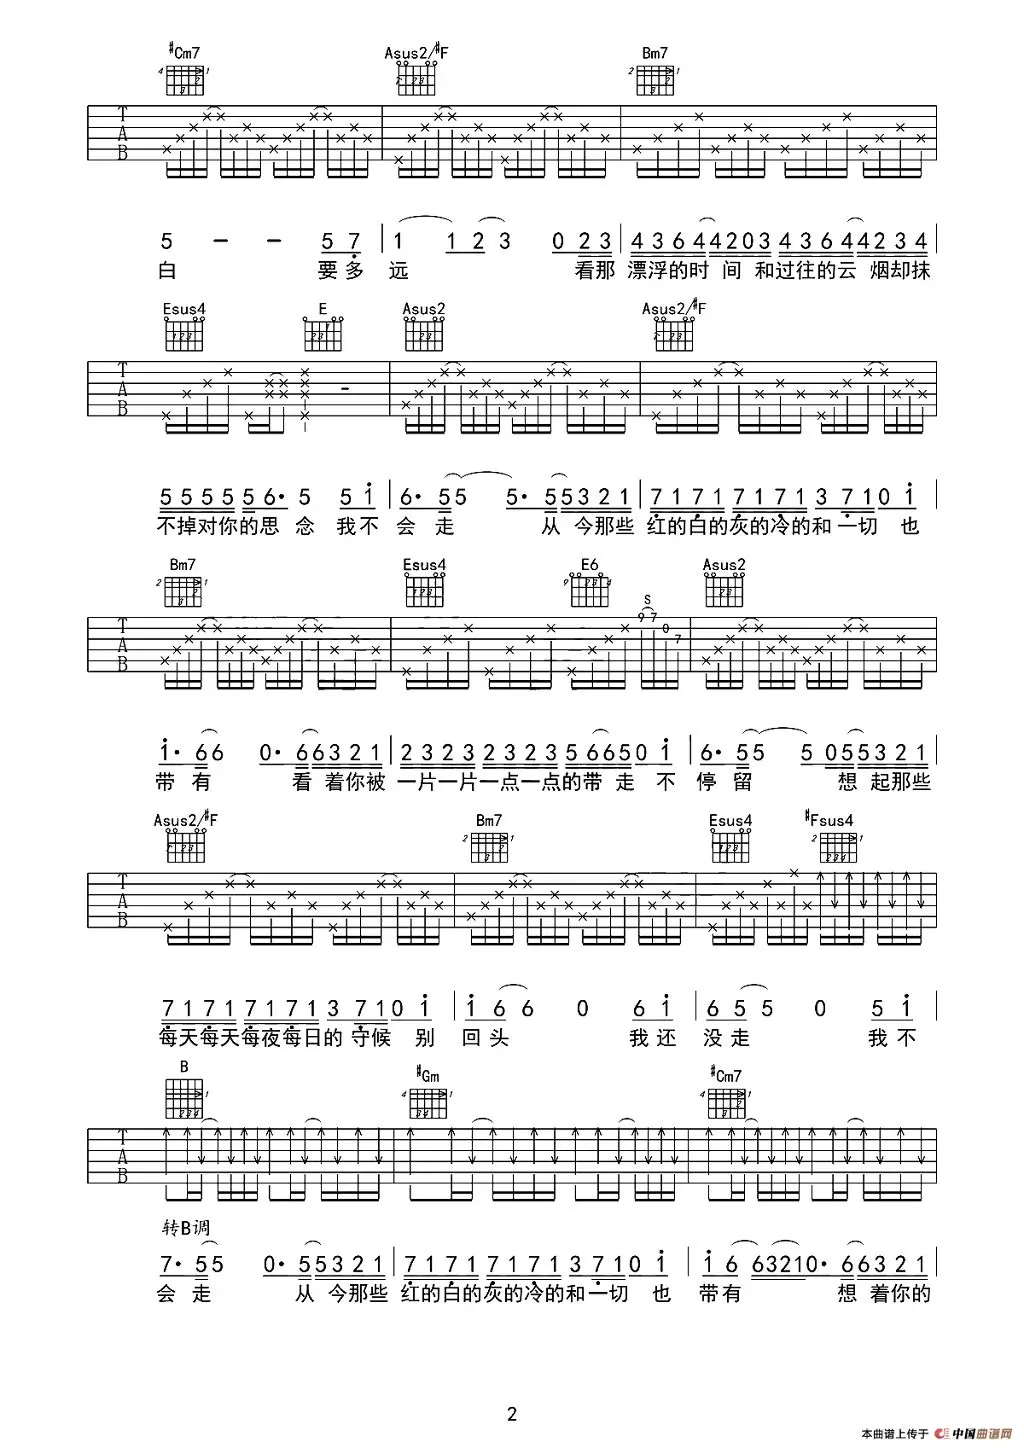 #Cm7 Asus2/#F Bm7
5 - - 5 7 | 1 1 2 3 0 2 3 | 4 3 6 4 4 2 0 3 4 3 6 4 4 2 3 4 |
白 要多 远 看那 漂浮的时 间 和过往的云 烟却抹
Esus4 E Asus2 Asus2/#F
5 5 5 5 5 6· 5 5 i | 6· 5 5 5· 5 5 3 2 1 | 7 1 7 1 7 1 7 1 3 7 1 0 i |
不掉对你的思 念 我不 会 走 从 今那些 红的白的灰的冷的和一切 也
Bm7 Esus4 E6 Asus2
S
9 7 0 7
i· 6 6 0· 6 6 3 2 1 | 2 3 2 3 2 3 2 3 5 6 6 5 0 i | 6· 5 5 5 0 5 5 3 2 1 |
带 有 看 着你被 一片一片一点一点的带 走 不 停 留 想 起那些
Asus2/#F Bm7 Esus4 #Fsus4
7 1 7 1 7 1 7 1 3 7 1 0 i | i 6 6 0 6 i | 6 5 5 0 5 i |
每天每天每夜每日的 守候 别 回 头 我 还 没 走 我 不
B #Gm #Cm7
转B调
7· 5 5 0· 5 5 3 2 1 | 7 1 7 1 7 1 7 1 3 7 1 0 i | i 6 6 3 2 1 0· 6 6 3 2 1 |
会 走 从 今那些 红的白的灰的冷的和一切 也 带 有 想 着你的
2
本曲谱上传于 中国曲谱网